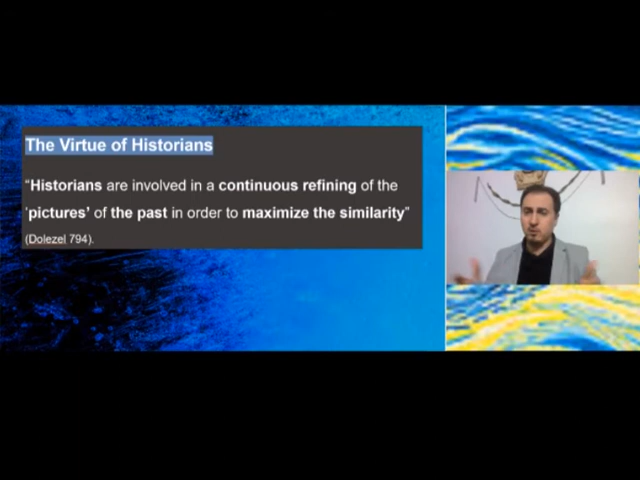 The Virtue of Historians
“Historians are involved in a continuous refining of the
‘pictures’ of the past in order to maximize the similarity”
(Dolezel 794).